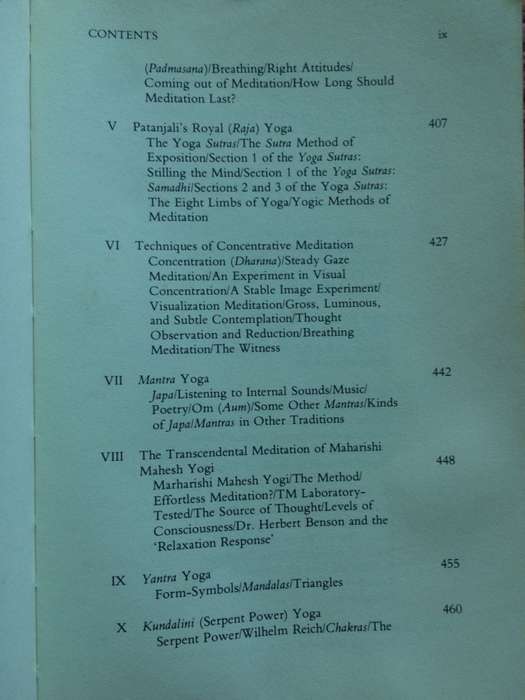 CONTENTS ix
(Padmasana)/Breathing/Right Attitudes/
Coming out of Meditation/How Long Should
Meditation Last?
V Patanjali's Royal (Raja) Yoga 407
The Yoga Sutras/The Sutra Method of
Exposition/Section 1 of the Yoga Sutras:
Stilling the Mind/Section 1 of the Yoga Sutras:
Samadhi/Sections 2 and 3 of the Yoga Sutras:
The Eight Limbs of Yoga/Yogic Methods of
Meditation
VI Techniques of Concentrative Meditation 427
Concentration (Dharana)/Steady Gaze
Meditation/An Experiment in Visual
Concentration/A Stable Image Experiment/
Visualization Meditation/Gross, Luminous,
and Subtle Contemplation/Thought
Observation and Reduction/Breathing
Meditation/The Witness
VII Mantra Yoga 442
Japa/Listening to Internal Sounds/Music/
Poetry/Om (Aum)/Some Other Mantras/Kinds
of Japa/Mantras in Other Traditions
VIII The Transcendental Meditation of Maharishi
Mahesh Yogi 448
Marharishi Mahesh Yogi/The Method/
Effortless Meditation?/TM Laboratory-
Tested/The Source of Thought/Levels of
Consciousness/Dr. Herbert Benson and the
'Relaxation Response'
IX Yantra Yoga 455
Form-Symbols/Mandalas/Triangles
X Kundalini (Serpent Power) Yoga 460
Serpent Power/Wilhelm Reich/Chakras/The